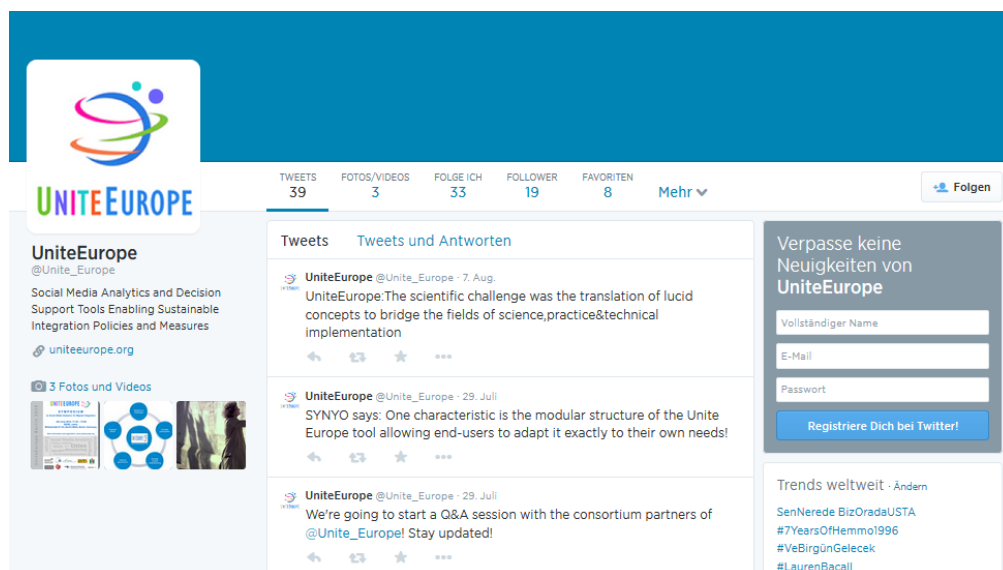 UNITEEUROPE
UniteEurope
@Unite_Europe
Social Media Analytics and Decision
Support Tools Enabling Sustainable
Integration Policies and Measures
uniteeurope.org
3 Fotos und Videos
SYMPOSIUM
TWEETS FOTOS/VIDEOS FOLGE ICH FOLLOWER FAVORITEN
39 3 33 19 8 Mehr
Folgen
Tweets Tweets und Antworten
UniteEurope @Unite_Europe · 7. Aug.
UniteEurope:The scientific challenge was the translation of lucid
concepts to bridge the fields of science,practice&technical
implementation
UniteEurope @Unite_Europe · 29. Juli
SYNYO says: One characteristic is the modular structure of the Unite
Europe tool allowing end-users to adapt it exactly to their own needs!
UniteEurope @Unite_Europe · 29. Juli
We're going to start a Q&A session with the consortium partners of
@Unite_Europe! Stay updated!
Verpasse keine
Neuigkeiten von
UniteEurope
Vollständiger Name
E-Mail
Passwort
Registriere Dich bei Twitter!
Trends weltweit · Ändern
SenNerede BizOradaUSTA
#7YearsOfHemmo1996
#VeBirgünGelecek
#LaurenBacall